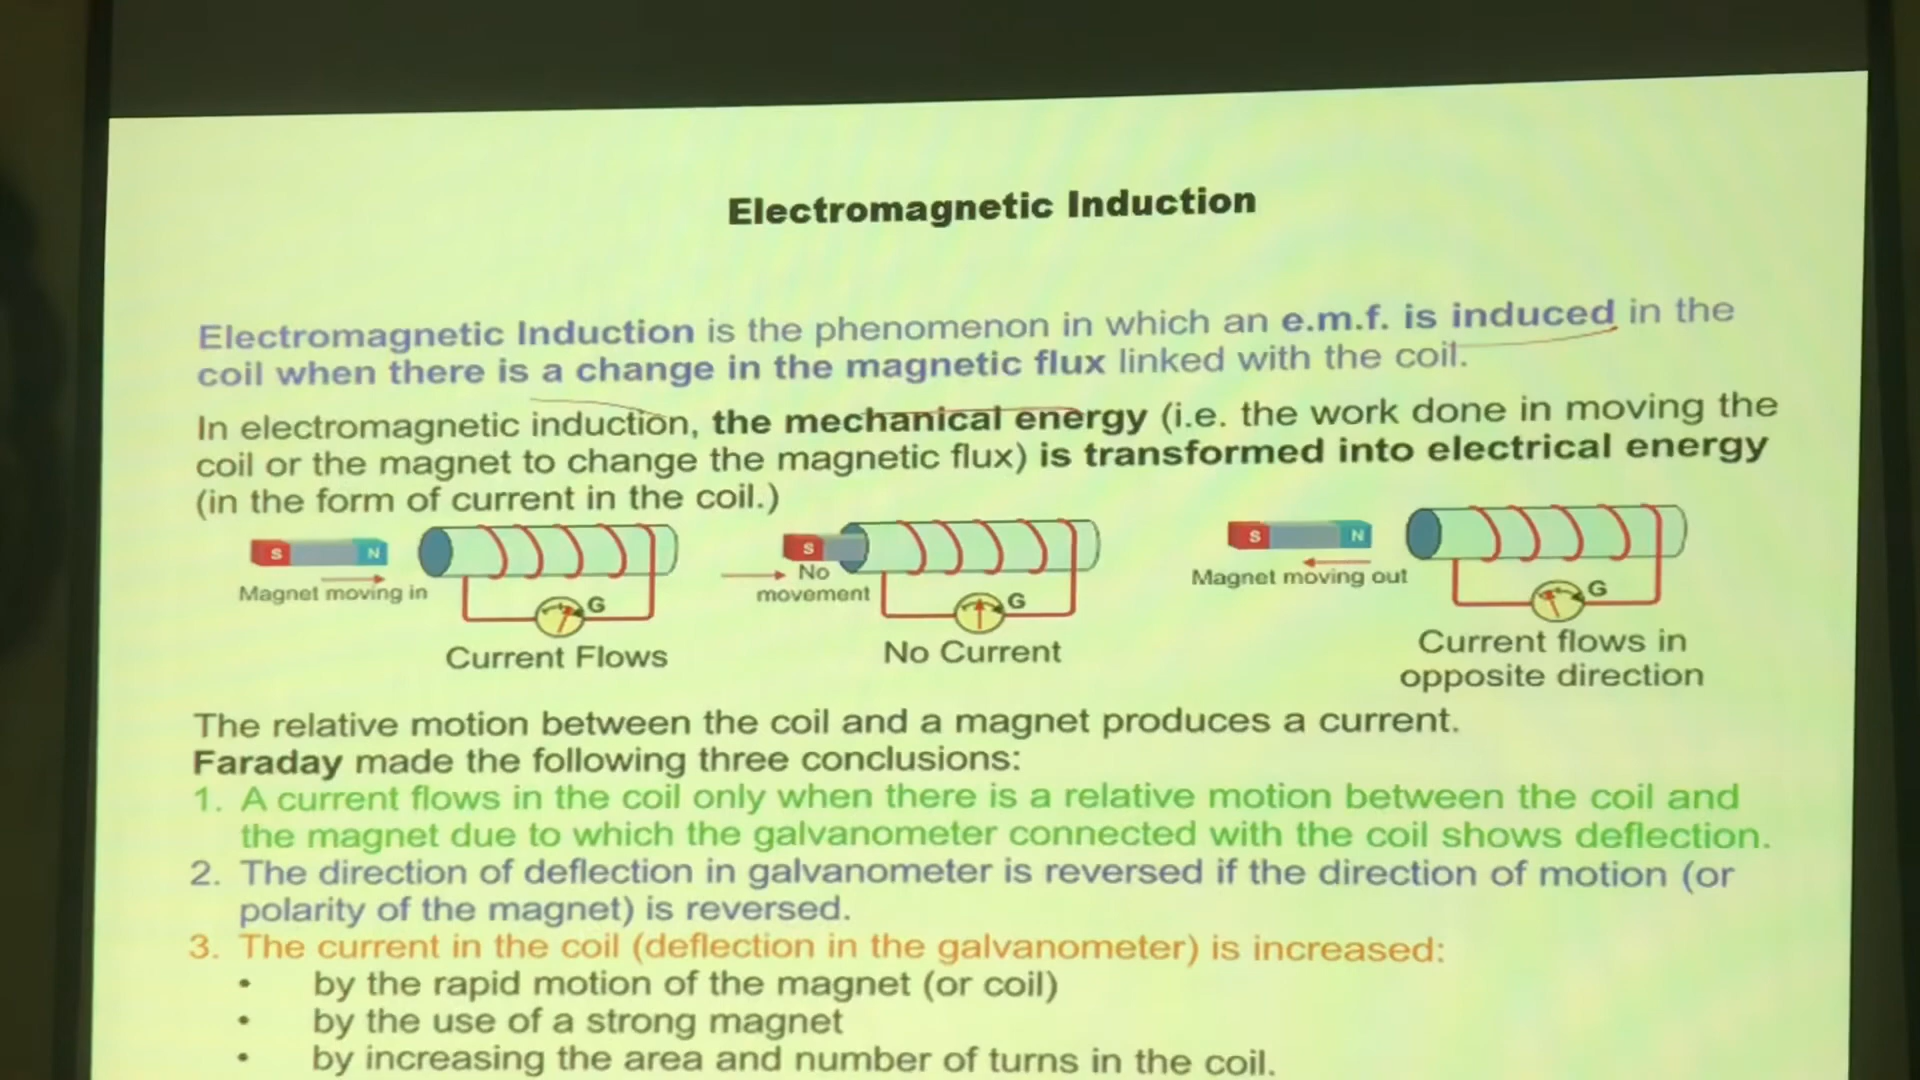 Electromagnetic Induction
Electromagnetic Induction is the phenomenon in which an e.m.f. is induced in the
coil when there is a change in the magnetic flux linked with the coil.
In electromagnetic induction, the mechanical energy (i.e. the work done in moving the
coil or the magnet to change the magnetic flux) is transformed into electrical energy
(in the form of current in the coil.)
S N
Magnet moving in
G
Current Flows
S
No
movement
G
No Current
S N
Magnet moving out
G
Current flows in
opposite direction
The relative motion between the coil and a magnet produces a current.
Faraday made the following three conclusions:
1. A current flows in the coil only when there is a relative motion between the coil and
the magnet due to which the galvanometer connected with the coil shows deflection.
2. The direction of deflection in galvanometer is reversed if the direction of motion (or
polarity of the magnet) is reversed.
3. The current in the coil (deflection in the galvanometer) is increased:
• by the rapid motion of the magnet (or coil)
• by the use of a strong magnet
• by increasing the area and number of turns in the coil.